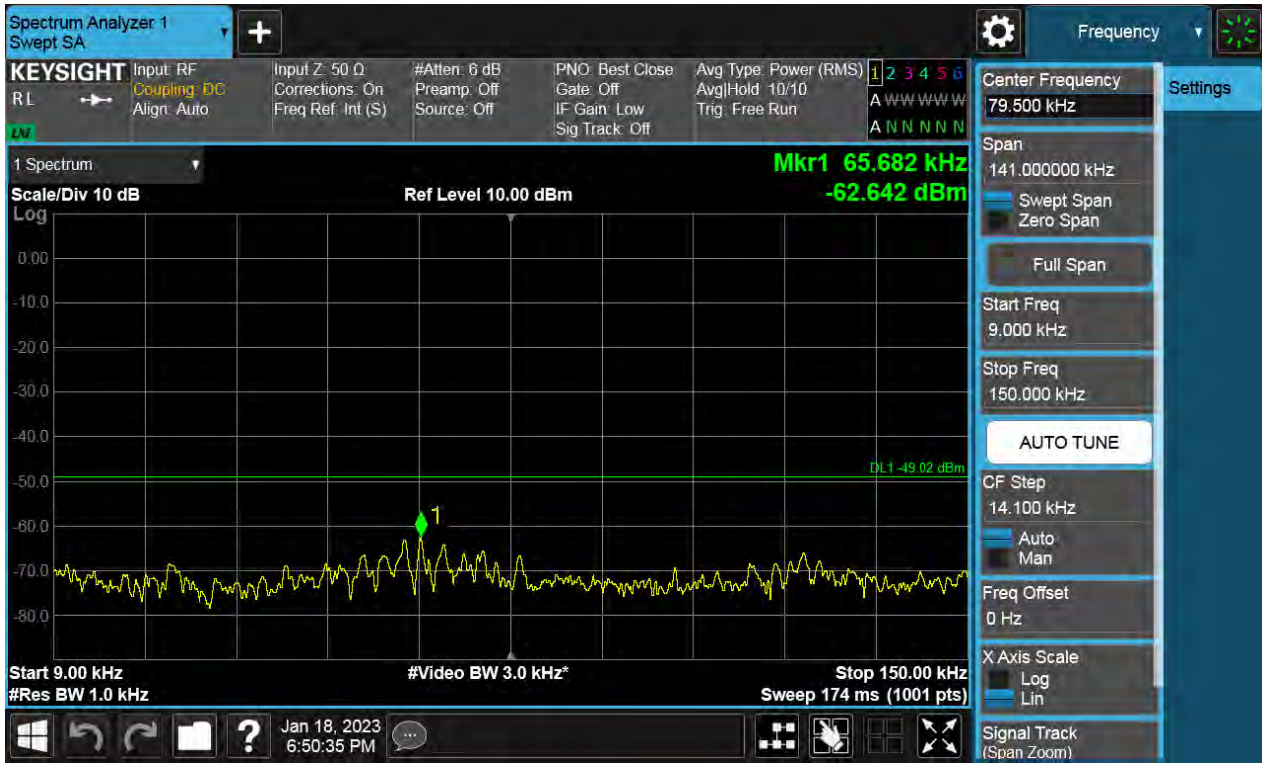 Spectrum Analyzer 1
Swept SA
Frequency
KEYSIGHT
RL
LNI
Input: RF
Coupling: DC
Align: Auto
Input Z: 50 Ω
Corrections: On
Freq Ref: Int (S)
#Atten: 6 dB
Preamp: Off
Source: Off
PNO: Best Close
Gate: Off
IF Gain: Low
Sig Track: Off
Avg Type: Power (RMS)
Avg|Hold: 10/10
Trig: Free Run
1 2 3 4 5 6
A W W W W W
A N N N N N
1 Spectrum
Mkr1 65.682 kHz
-62.642 dBm
Scale/Div 10 dB
Ref Level 10.00 dBm
Log
0.00
-10.0
-20.0
-30.0
-40.0
-50.0
-60.0
-70.0
-80.0
DL1 -49.02 dBm
1
Start 9.00 kHz
#Video BW 3.0 kHz*
Stop 150.00 kHz
#Res BW 1.0 kHz
Sweep 174 ms (1001 pts)
Jan 18, 2023
6:50:35 PM
Center Frequency
79.500 kHz
Settings
Span
141.000000 kHz
Swept Span
Zero Span
Full Span
Start Freq
9.000 kHz
Stop Freq
150.000 kHz
AUTO TUNE
CF Step
14.100 kHz
Auto
Man
Freq Offset
0 Hz
X Axis Scale
Log
Lin
Signal Track
(Span Zoom)